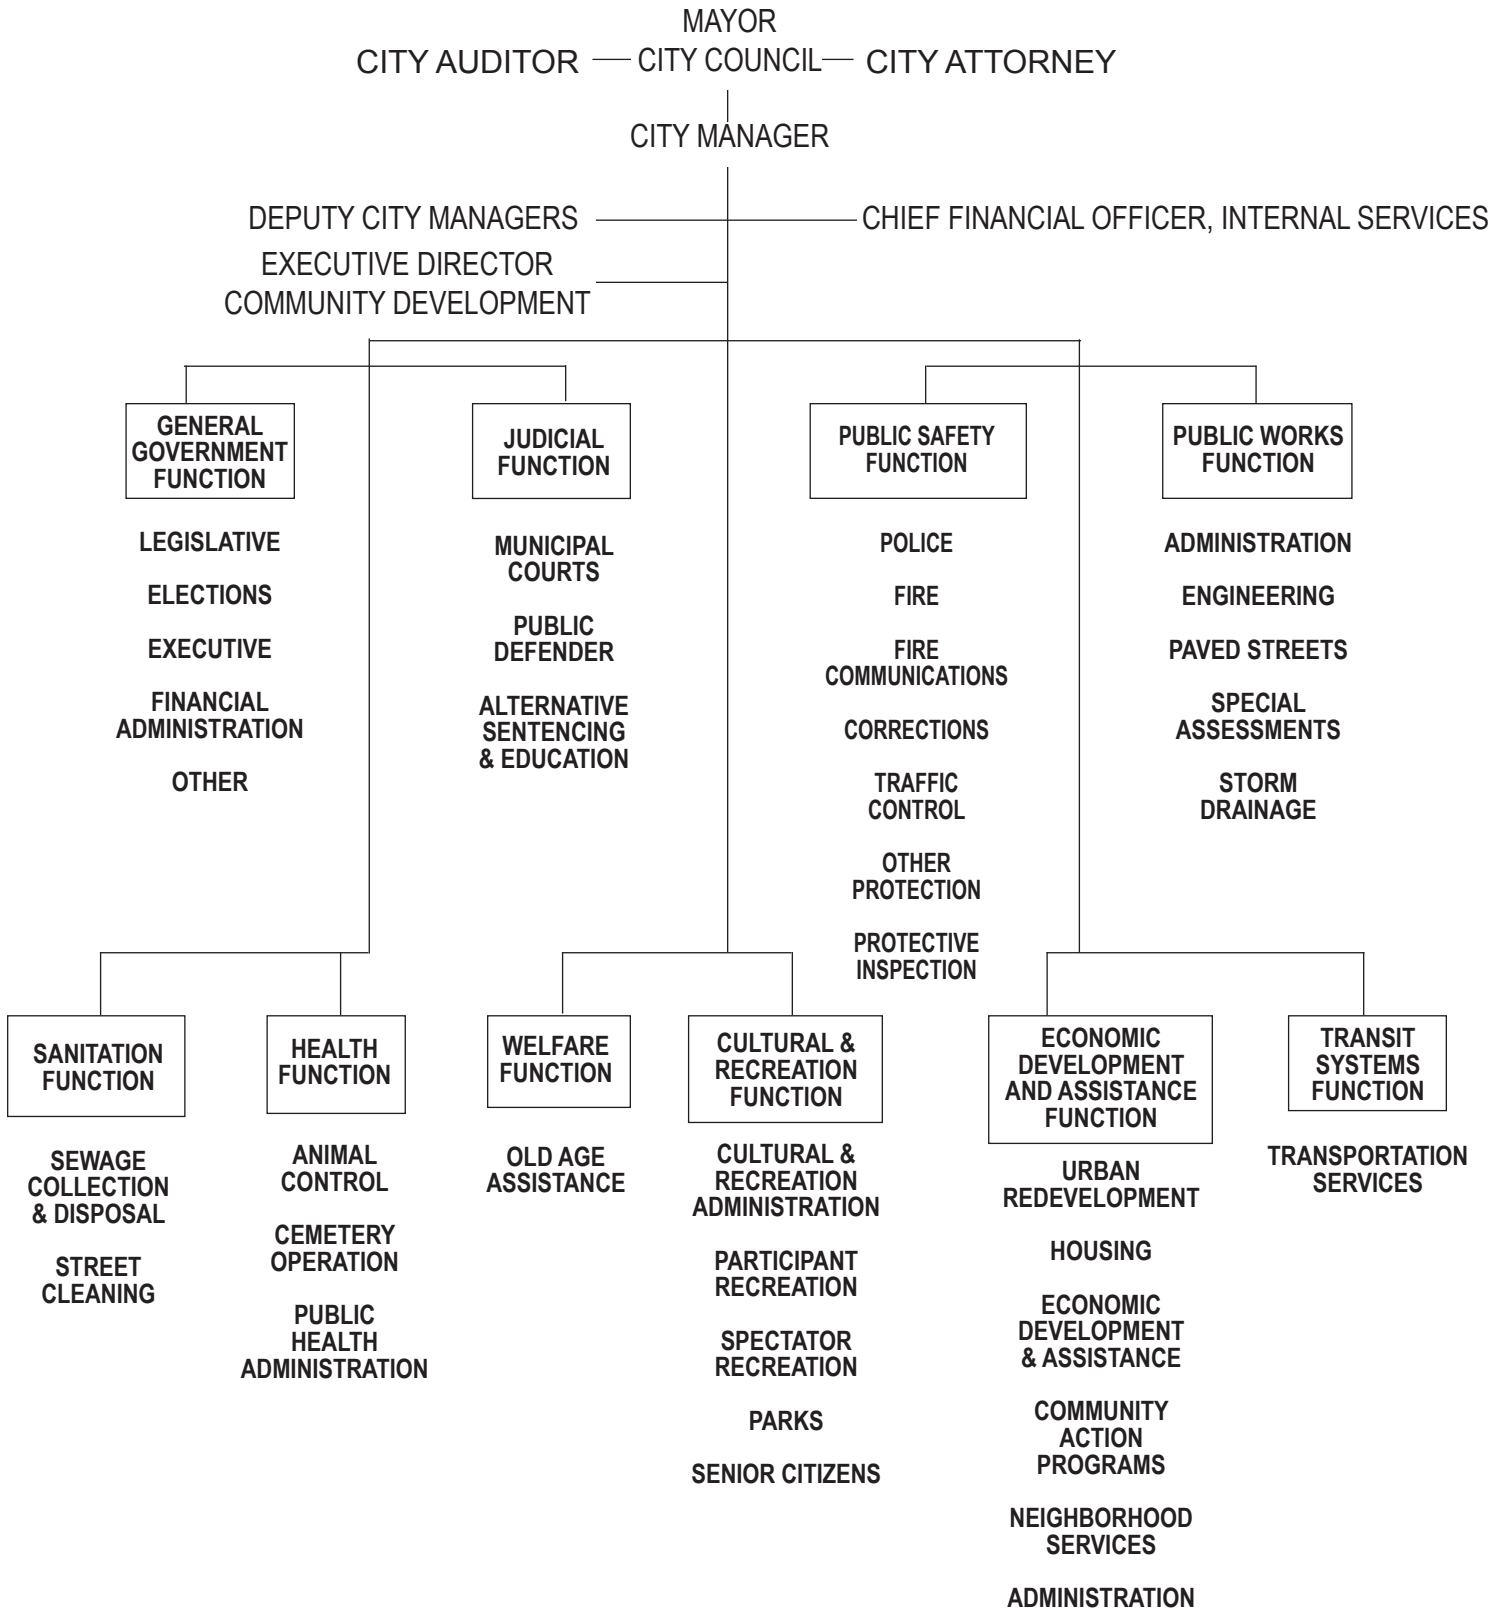 MAYOR
CITY AUDITOR CITY COUNCIL CITY ATTORNEY
CITY MANAGER
DEPUTY CITY MANAGERS
CHIEF FINANCIAL OFFICER, INTERNAL SERVICES
EXECUTIVE DIRECTOR
COMMUNITY DEVELOPMENT
GENERAL
GOVERNMENT
FUNCTION
LEGISLATIVE
ELECTIONS
EXECUTIVE
FINANCIAL
ADMINISTRATION
OTHER
JUDICIAL
FUNCTION
MUNICIPAL
COURTS
PUBLIC
DEFENDER
ALTERNATIVE
SENTENCING
& EDUCATION
PUBLIC SAFETY
FUNCTION
POLICE
FIRE
FIRE
COMMUNICATIONS
CORRECTIONS
TRAFFIC
CONTROL
OTHER
PROTECTION
PROTECTIVE
INSPECTION
PUBLIC WORKS
FUNCTION
ADMINISTRATION
ENGINEERING
PAVED STREETS
SPECIAL
ASSESSMENTS
STORM
DRAINAGE
SANITATION
FUNCTION
SEWAGE
COLLECTION
& DISPOSAL
STREET
CLEANING
HEALTH
FUNCTION
ANIMAL
CONTROL
CEMETERY
OPERATION
PUBLIC
HEALTH
ADMINISTRATION
WELFARE
FUNCTION
OLD AGE
ASSISTANCE
CULTURAL &
RECREATION
FUNCTION
CULTURAL &
RECREATION
ADMINISTRATION
PARTICIPANT
RECREATION
SPECTATOR
RECREATION
PARKS
SENIOR CITIZENS
ECONOMIC
DEVELOPMENT
AND ASSISTANCE
FUNCTION
URBAN
REDEVELOPMENT
HOUSING
ECONOMIC
DEVELOPMENT
& ASSISTANCE
COMMUNITY
ACTION
PROGRAMS
NEIGHBORHOOD
SERVICES
ADMINISTRATION
TRANSIT
SYSTEMS
FUNCTION
TRANSPORTATION
SERVICES